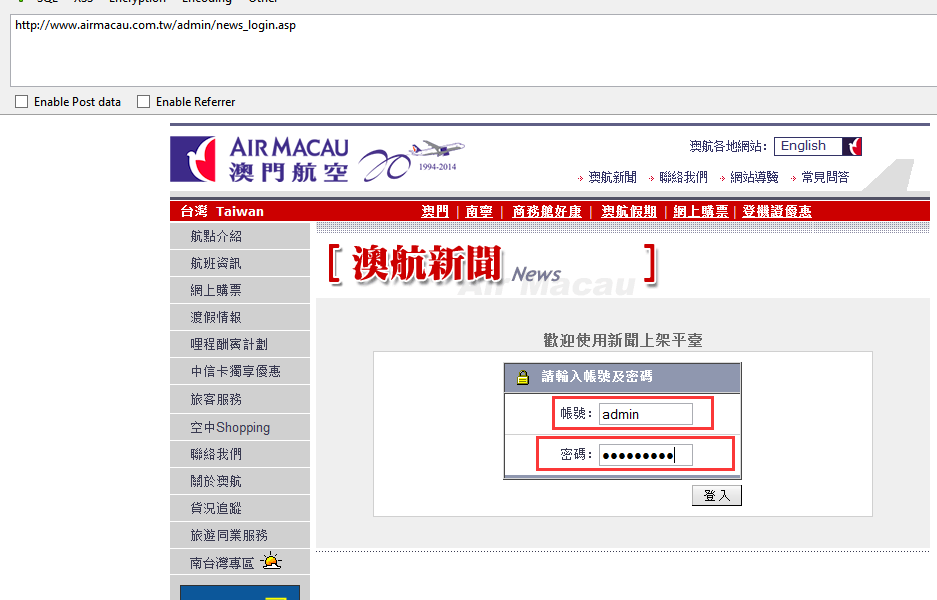 SQL XSS Encryption Encoding Other
http://www.airmacau.com.tw/admin/news_login.asp
Enable Post data Enable Referrer
AIR MACAU
澳門航空
1994-2014
澳航各地網站: English
澳航新聞 聯絡我們 網站導覽 常見問答
台灣 Taiwan 澳門 | 南寧 | 商務艙好康 | 澳航假期 | 網上購票 | 登機證優惠
航點介紹
航班資訊
網上購票
渡假情報
哩程酬賓計劃
中信卡獨享優惠
旅客服務
空中Shopping
聯絡我們
關於澳航
貨況追蹤
旅遊同業服務
南台灣專區
[ 澳航新聞 News ]
Air Macau
歡迎使用新聞上架平臺
請輸入帳號及密碼
帳號: admin
密碼: ●●●●●●●●●
登入